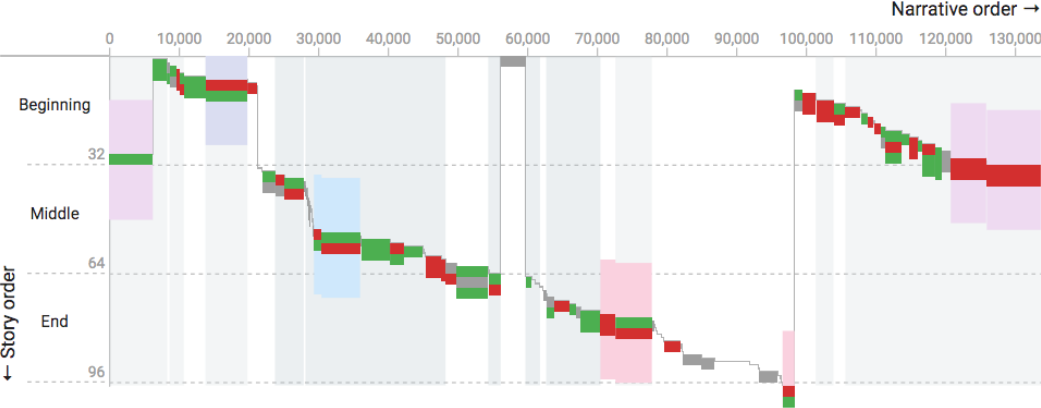 Narrative order →
0 10,000 20,000 30,000 40,000 50,000 60,000 70,000 80,000 90,000 100,000 110,000 120,000 130,000
Beginning
32
Middle
64
End
96
← Story order